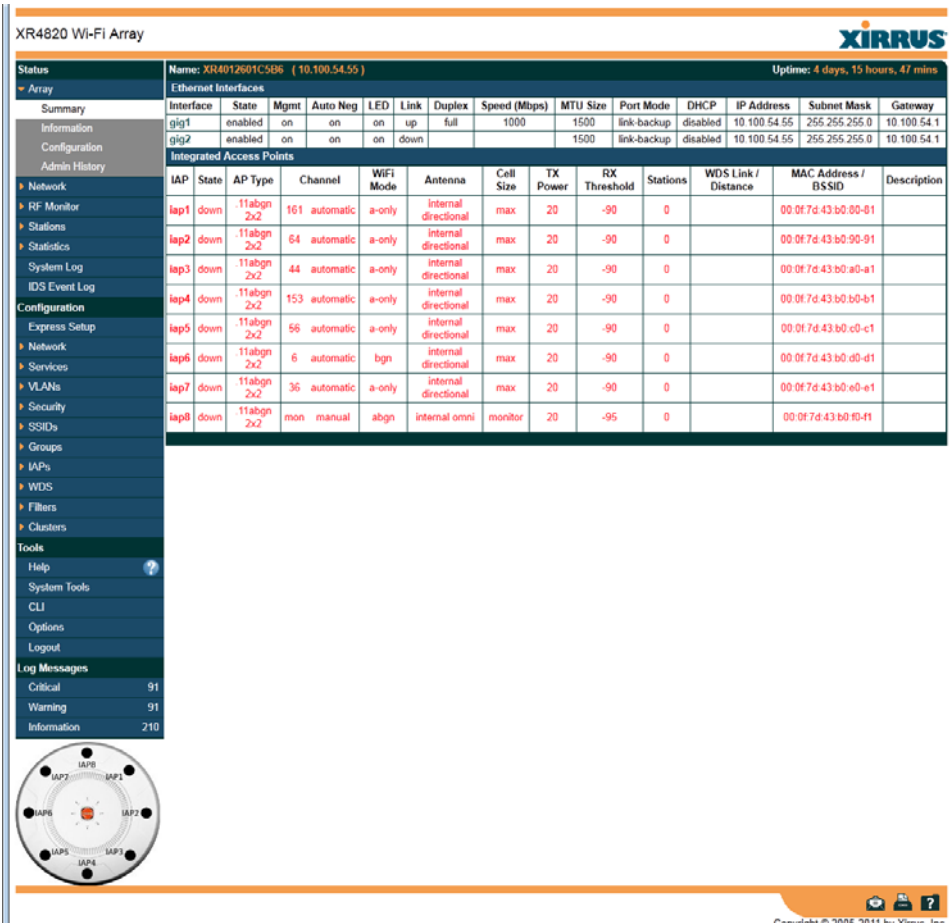 XR4820 Wi-Fi Array
XIRRUS
Status
Array
Summary
Information
Configuration
Admin History
Network
RF Monitor
Stations
Statistics
System Log
IDS Event Log
Configuration
Express Setup
Network
Services
VLANs
Security
SSIDs
Groups
IAPs
WDS
Filters
Clusters
Tools
Help ?
System Tools
CLI
Options
Logout
Log Messages
Critical 91
Warning 91
Information 210
Name: XR4012601C5B6 ( 10.100.54.55 ) Uptime: 4 days, 15 hours, 47 mins
Ethernet Interfaces
Interface State Mgmt Auto Neg LED Link Duplex Speed (Mbps) MTU Size Port Mode DHCP IP Address Subnet Mask Gateway
gig1 enabled on on on up full 1000 1500 link-backup disabled 10.100.54.55 255.255.255.0 10.100.54.1
gig2 enabled on on on down 1500 link-backup disabled 10.100.54.55 255.255.255.0 10.100.54.1
Integrated Access Points
IAP State AP Type Channel WiFi Mode Antenna Cell Size TX Power RX Threshold Stations WDS Link / Distance MAC Address / BSSID Description
iap1 down .11abgn 2x2 161 automatic a-only internal directional max 20 -90 0 00:0f:7d:43:b0:80-81
iap2 down .11abgn 2x2 64 automatic a-only internal directional max 20 -90 0 00:0f:7d:43:b0:90-91
iap3 down .11abgn 2x2 44 automatic a-only internal directional max 20 -90 0 00:0f:7d:43:b0:a0-a1
iap4 down .11abgn 2x2 153 automatic a-only internal directional max 20 -90 0 00:0f:7d:43:b0:b0-b1
iap5 down .11abgn 2x2 56 automatic a-only internal directional max 20 -90 0 00:0f:7d:43:b0:c0-c1
iap6 down .11abgn 2x2 6 automatic bgn internal directional max 20 -90 0 00:0f:7d:43:b0:d0-d1
iap7 down .11abgn 2x2 36 automatic a-only internal directional max 20 -90 0 00:0f:7d:43:b0:e0-e1
iap8 down .11abgn 2x2 mon manual abgn internal omni monitor 20 -95 0 00:0f:7d:43:b0:f0-f1
IAP8
IAP7 IAP1
IAP6 IAP2
IAP5 IAP3
IAP4
?
Copyright © 2005-2011 by Xirrus, Inc.